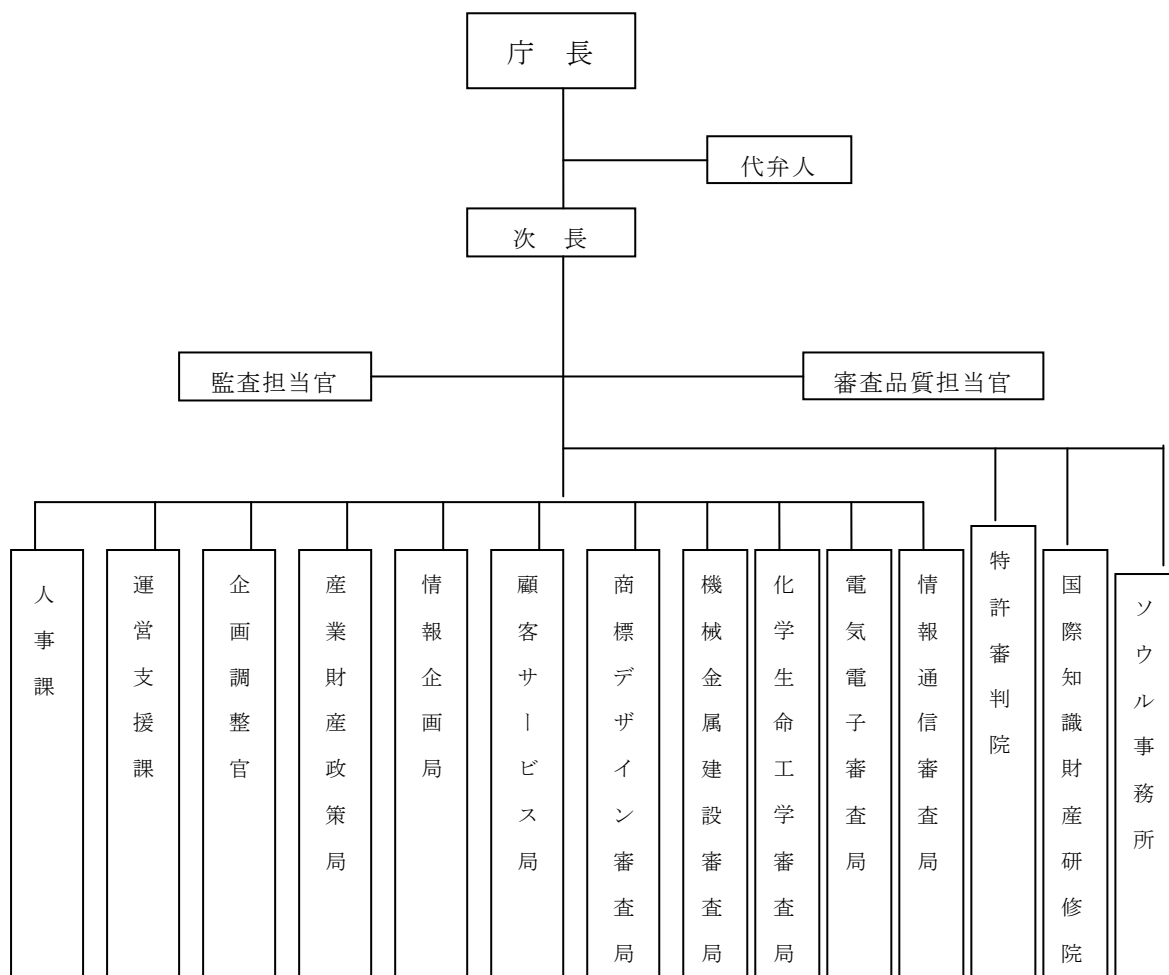 庁　長
代弁人
次　長
監査担当官
審査品質担当官
人事課
運営支援課
企画調整官
産業財産政策局
情報企画局
顧客サービス局
商標デザイン審査局
機械金属建設審査局
化学生命工学審査局
電気電子審査局
情報通信審査局
特許審判院
国際知識財産研修院
ソウル事務所